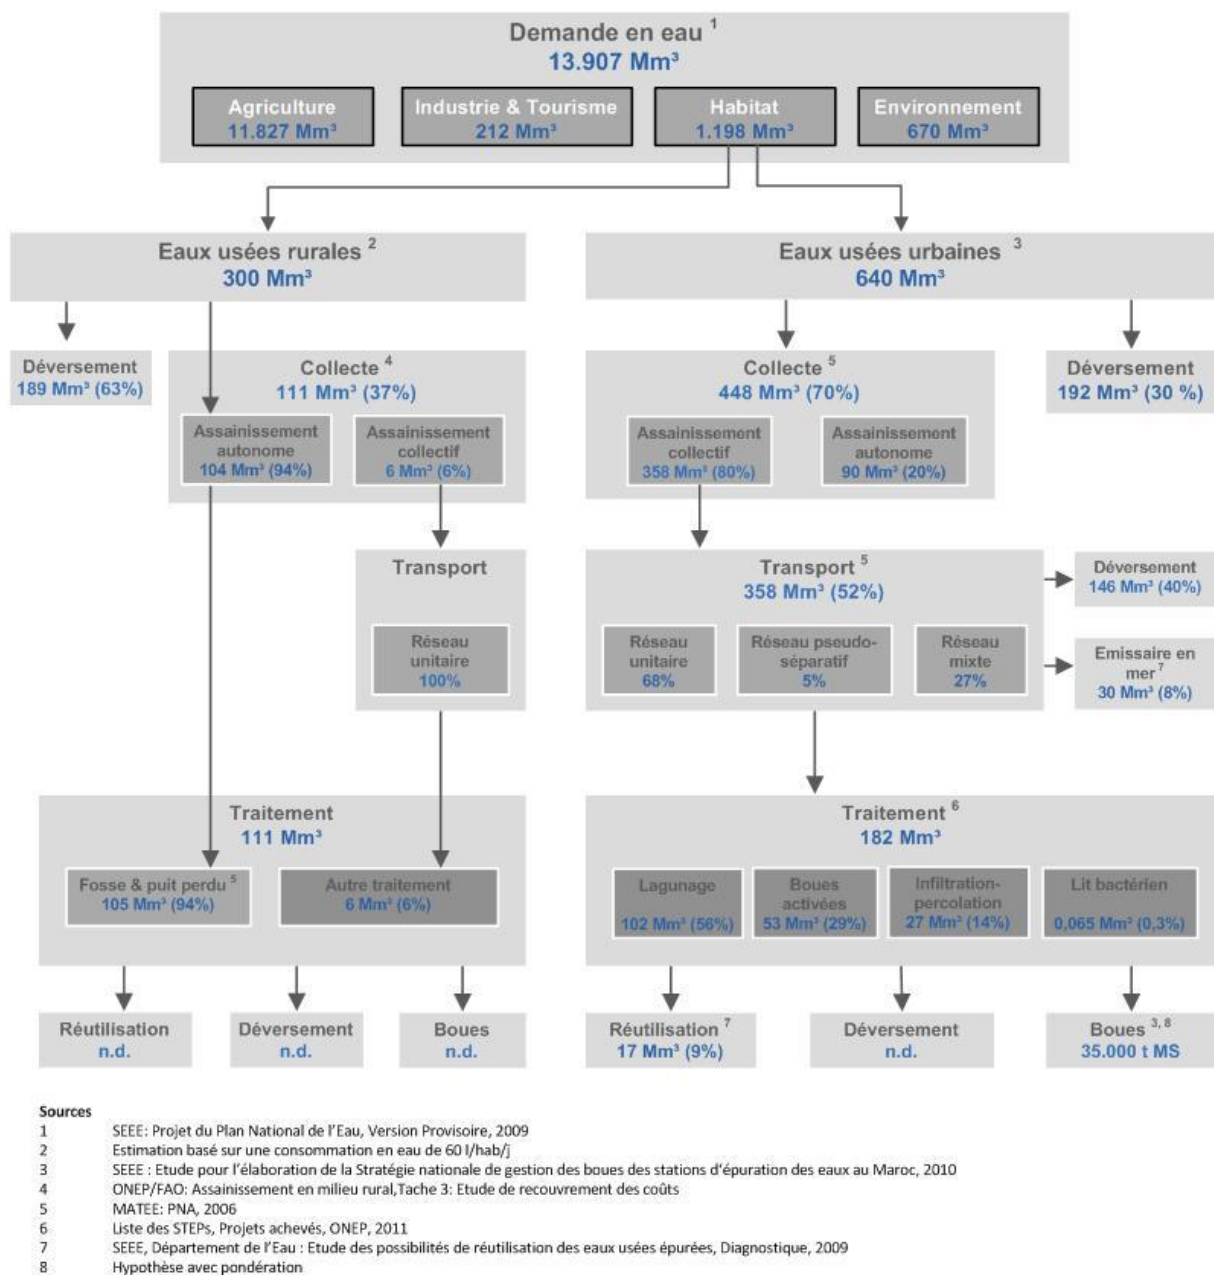 Demande en eau 1
13.907 Mm³
Agriculture
11.827 Mm³
Industrie & Tourisme
212 Mm³
Habitat
1.198 Mm³
Environnement
670 Mm³
Eaux usées rurales 2
300 Mm³
Eaux usées urbaines 3
640 Mm³
Déversement
189 Mm³ (63%)
Collecte 4
111 Mm³ (37%)
Assainissement
autonome
104 Mm³ (94%)
Assainissement
collectif
6 Mm³ (6%)
Collecte 5
448 Mm³ (70%)
Assainissement
collectif
358 Mm³ (80%)
Assainissement
autonome
90 Mm³ (20%)
Déversement
192 Mm³ (30 %)
Transport
Réseau
unitaire
100%
Transport 5
358 Mm³ (52%)
Réseau
unitaire
68%
Réseau pseudo-
séparatif
5%
Réseau
mixte
27%
Déversement
146 Mm³ (40%)
Emissaire en
mer 7
30 Mm³ (8%)
Traitement
111 Mm³
Fosse & puit perdu 5
105 Mm³ (94%)
Autre traitement
6 Mm³ (6%)
Traitement 6
182 Mm³
Lagunage
102 Mm³ (56%)
Boues
activées
53 Mm³ (29%)
Infiltration-
percolation
27 Mm³ (14%)
Lit bactérien
0,065 Mm³ (0,3%)
Réutilisation
n.d.
Déversement
n.d.
Boues
n.d.
Réutilisation 7
17 Mm³ (9%)
Déversement
n.d.
Boues 3, 8
35.000 t MS
Sources
1 SEEE: Projet du Plan National de l'Eau, Version Provisoire, 2009
2 Estimation basé sur une consommation en eau de 60 l/hab/j
3 SEEE : Etude pour l'élaboration de la Stratégie nationale de gestion des boues des stations d'épuration des eaux au Maroc, 2010
4 ONEP/FAO: Assainissement en milieu rural,Tache 3: Etude de recouvrement des coûts
5 MATEE: PNA, 2006
6 Liste des STEPs, Projets achevés, ONEP, 2011
7 SEEE, Département de l'Eau : Etude des possibilités de réutilisation des eaux usées épurées, Diagnostique, 2009
8 Hypothèse avec pondération